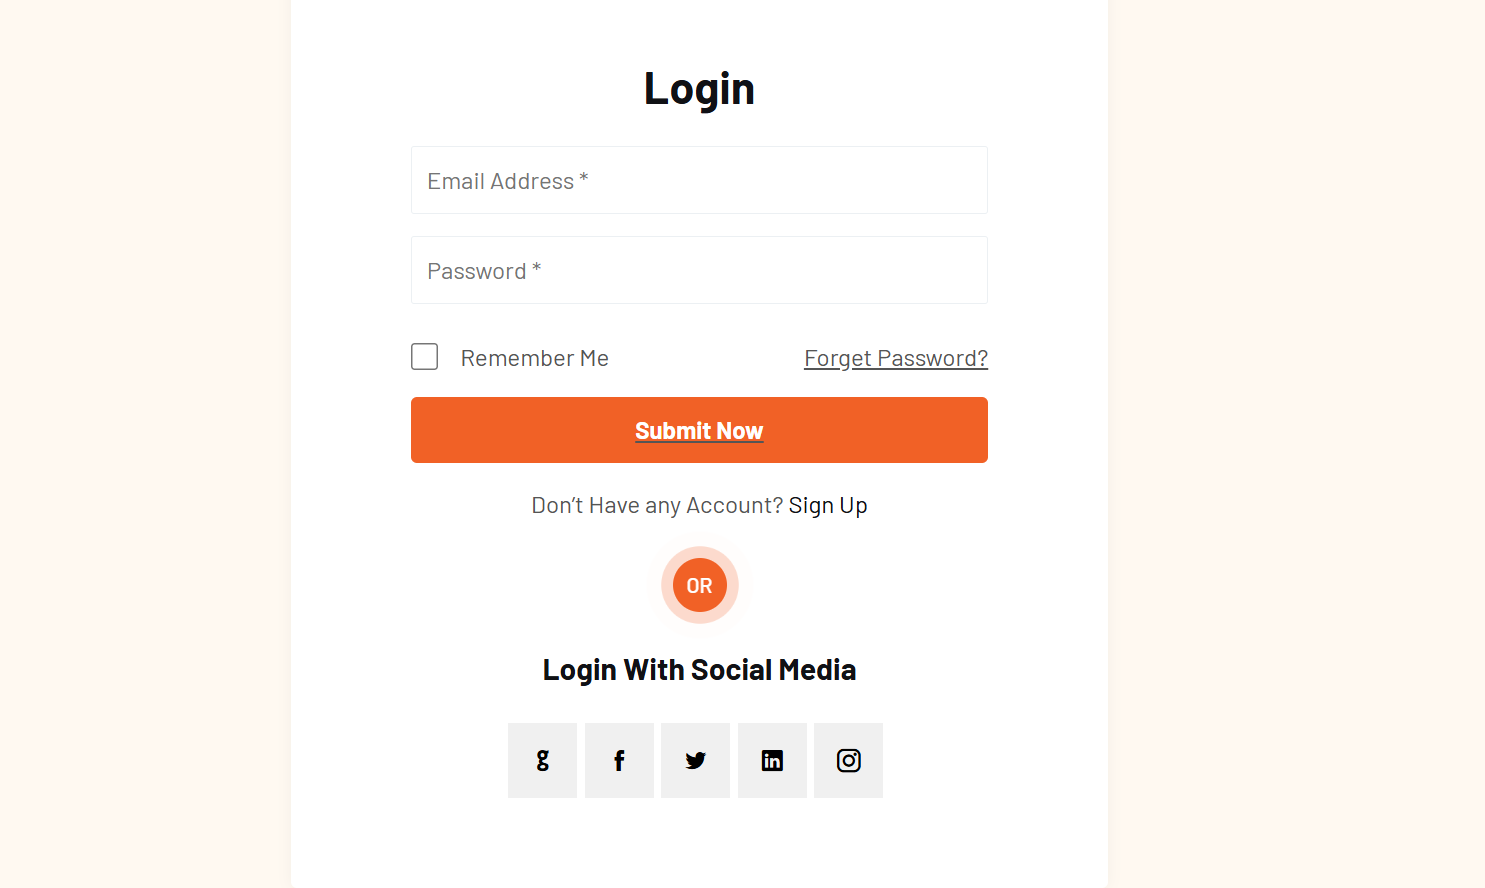 Login
Email Address *
Password *
Remember Me
Forget Password?
Submit Now
Don’t Have any Account? Sign Up
OR
Login With Social Media